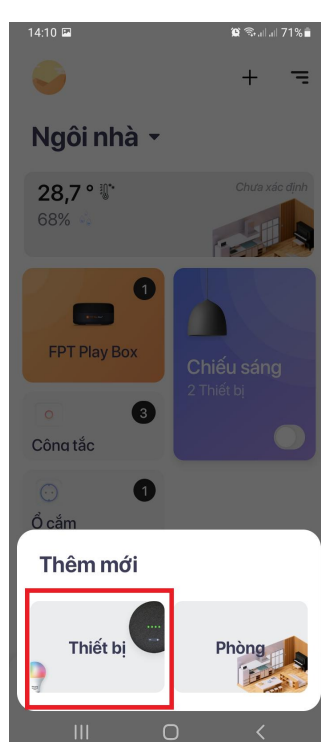 14:10 71%
Ngôi nhà
28,7 °
Chưa xác định
68%
1
FPT Play Box
Chiếu sáng
2 Thiết bị
3
Công tắc
1
Ổ cắm
Thêm mới
Thiết bị
Phòng